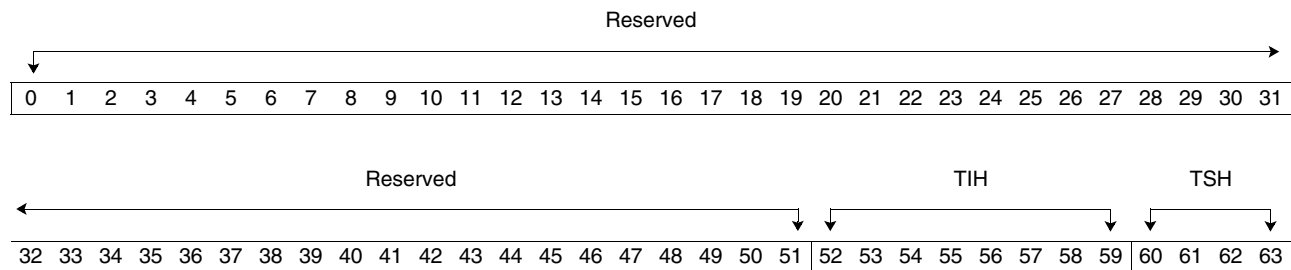 Reserved
0 1 2 3 4 5 6 7 8 9 10 11 12 13 14 15 16 17 18 19 20 21 22 23 24 25 26 27 28 29 30 31
Reserved TIH TSH
32 33 34 35 36 37 38 39 40 41 42 43 44 45 46 47 48 49 50 51 52 53 54 55 56 57 58 59 60 61 62 63